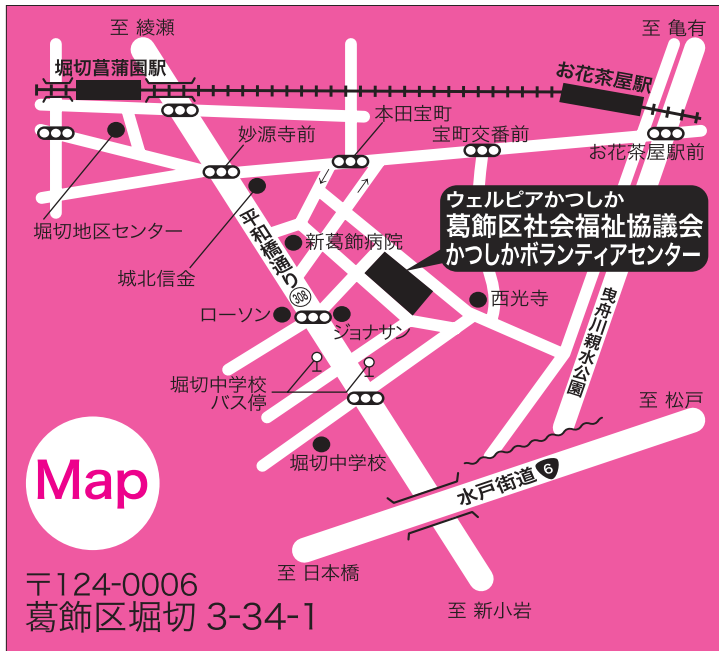 至 綾瀬
至 亀有
堀切菖蒲園駅
お花茶屋駅
本田宝町
妙源寺前
宝町交番前
お花茶屋駅前
ウェルピアかつしか
葛飾区社会福祉協議会
かつしかボランティアセンター
堀切地区センター
平和橋通り
308
新葛飾病院
城北信金
西光寺
曳舟川親水公園
ローソン
ジョナサン
堀切中学校
バス停
至 松戸
堀切中学校
水戸街道
6
Map
至 日本橋
至 新小岩
〒124-0006
葛飾区堀切 3-34-1